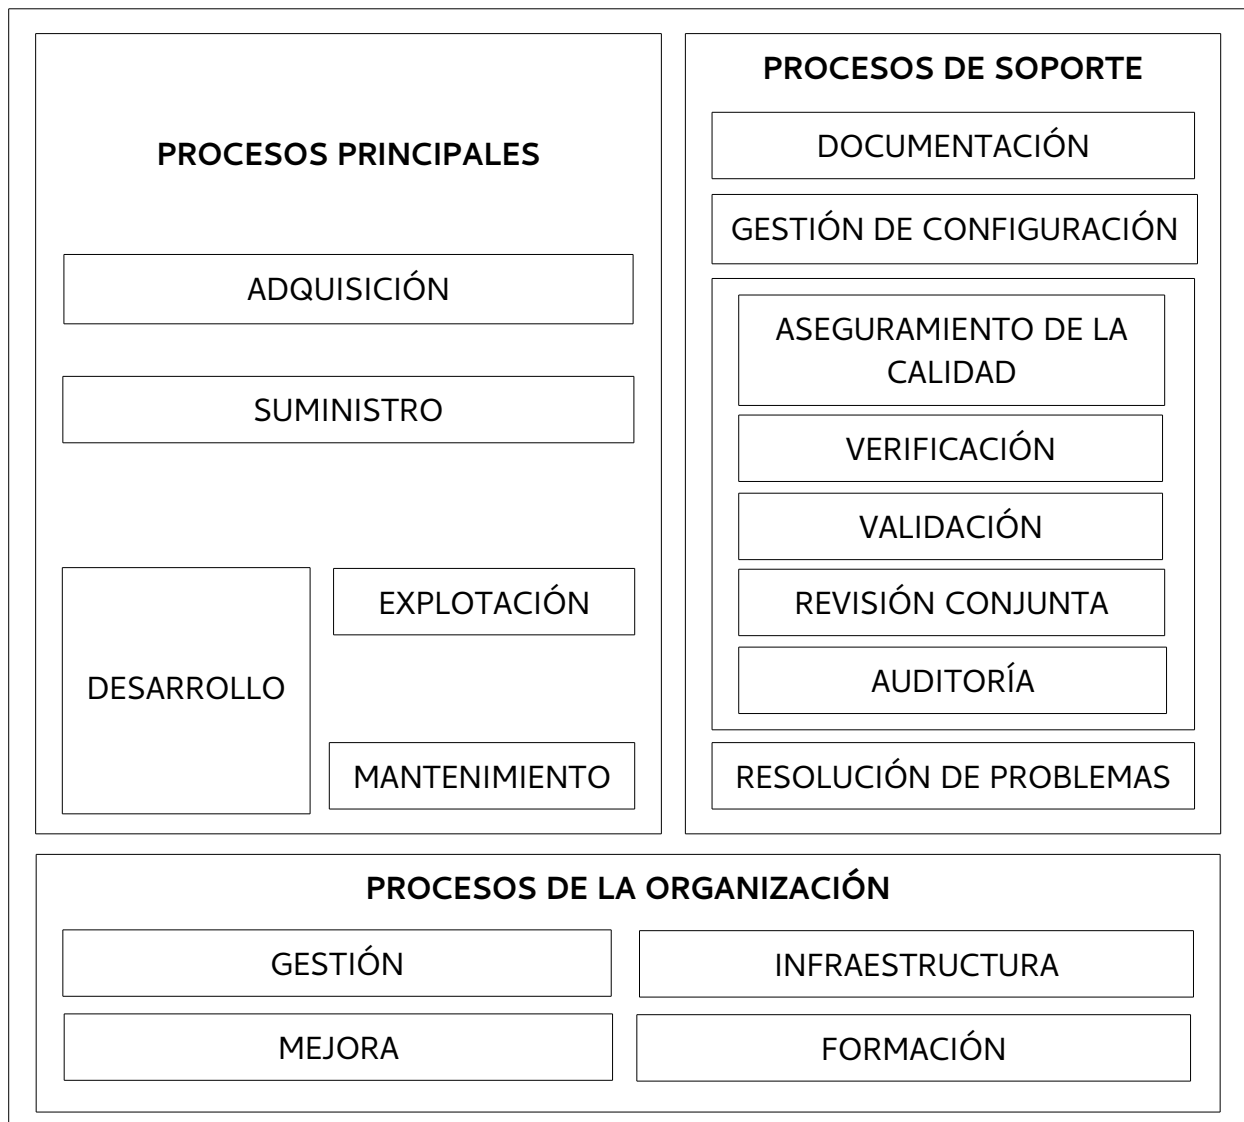 PROCESOS PRINCIPALES
ADQUISICIÓN
SUMINISTRO
DESARROLLO
EXPLOTACIÓN
MANTENIMIENTO
PROCESOS DE SOPORTE
DOCUMENTACIÓN
GESTIÓN DE CONFIGURACIÓN
ASEGURAMIENTO DE LA
CALIDAD
VERIFICACIÓN
VALIDACIÓN
REVISIÓN CONJUNTA
AUDITORÍA
RESOLUCIÓN DE PROBLEMAS
PROCESOS DE LA ORGANIZACIÓN
GESTIÓN
INFRAESTRUCTURA
MEJORA
FORMACIÓN